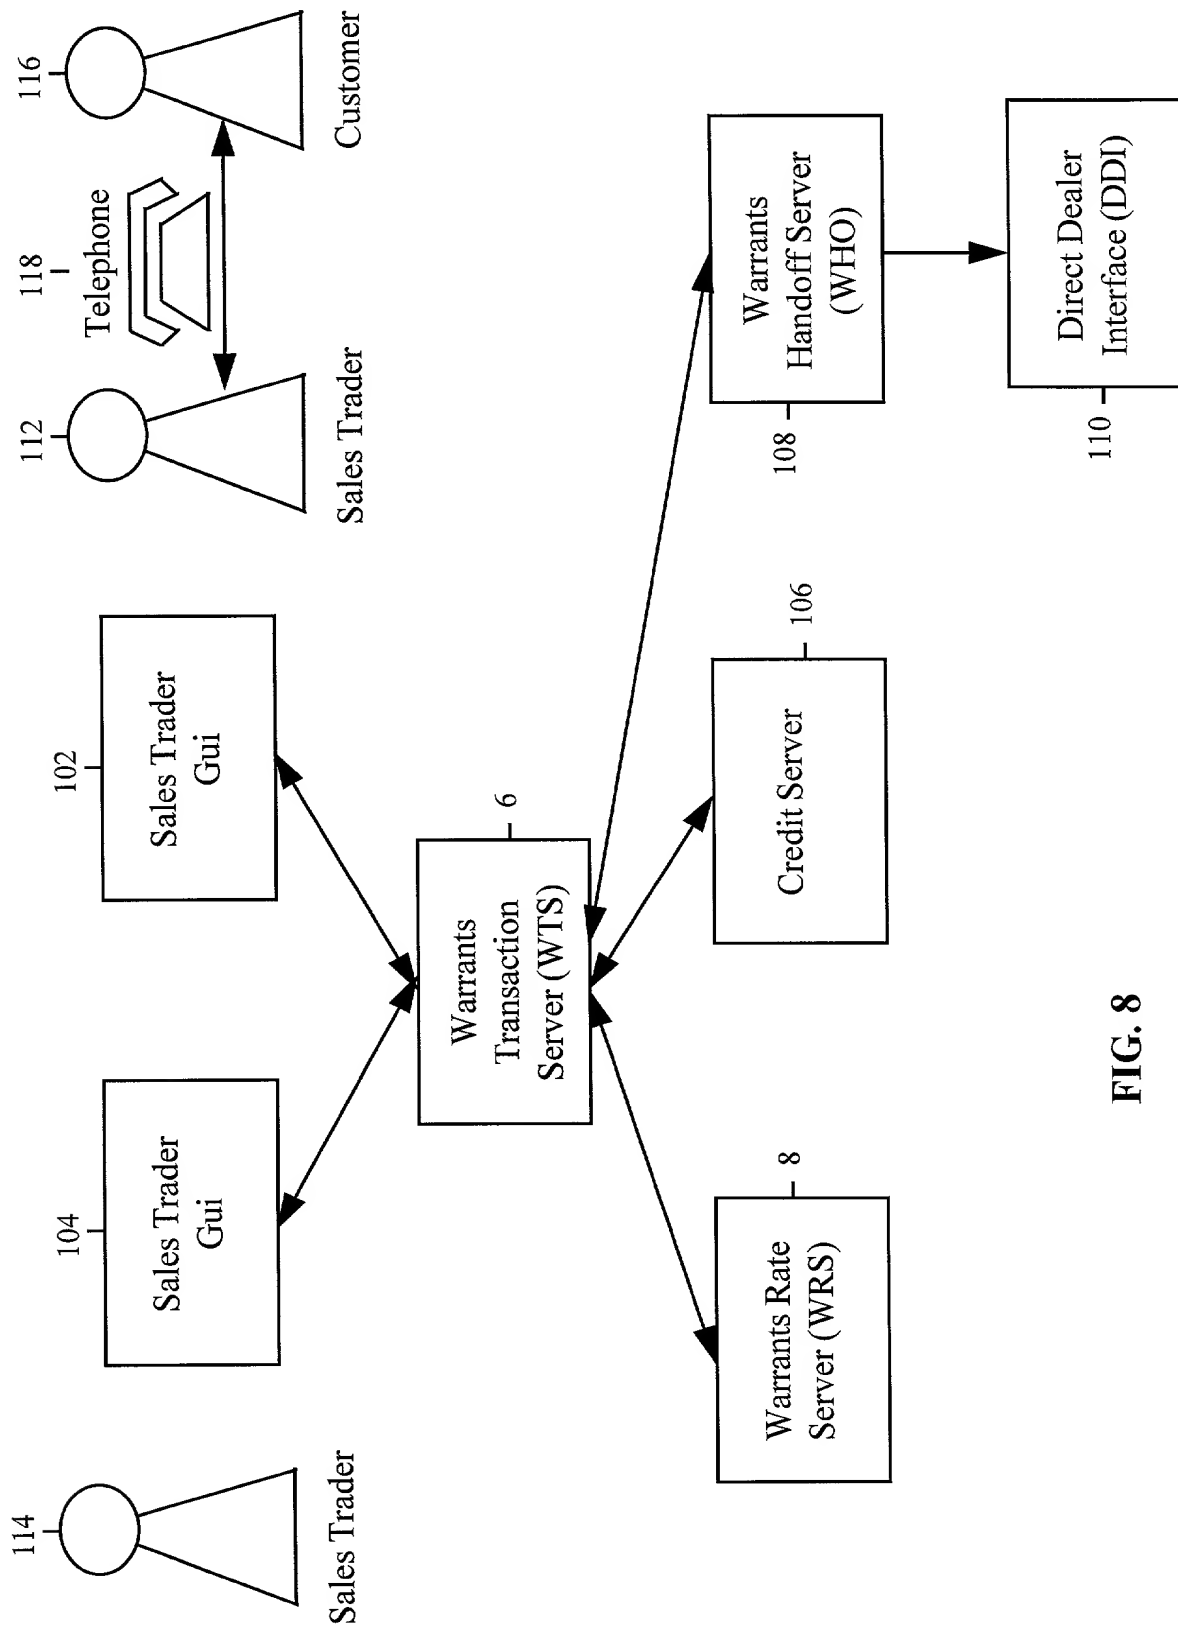 114
Sales Trader
104
Sales Trader
Gui
102
Sales Trader
Gui
112
Sales Trader
118
Telephone
116
Customer
6
Warrants
Transaction
Server (WTS)
8
Warrants Rate
Server (WRS)
106
Credit Server
108
Warrants
Handoff Server
(WHO)
110
Direct Dealer
Interface (DDI)
FIG. 8